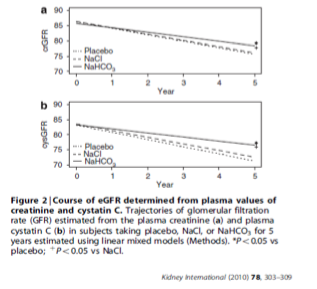 a
90
85
80
75
70
crGFR
Placebo
NaCl
NaHCO3
0 1 2 3 4 5
Year
b
90
85
80
75
70
cysGFR
Placebo
NaCl
NaHCO3
0 1 2 3 4 5
Year
Figure 2 | Course of eGFR determined from plasma values of
creatinine and cystatin C. Trajectories of glomerular filtration
rate (GFR) estimated from the plasma creatinine (a) and plasma
cystatin C (b) in subjects taking placebo, NaCl, or NaHCO3 for 5
years estimated using linear mixed models (Methods). *P<0.05 vs
placebo; +P<0.05 vs NaCl.
Kidney International (2010) 78, 303–309